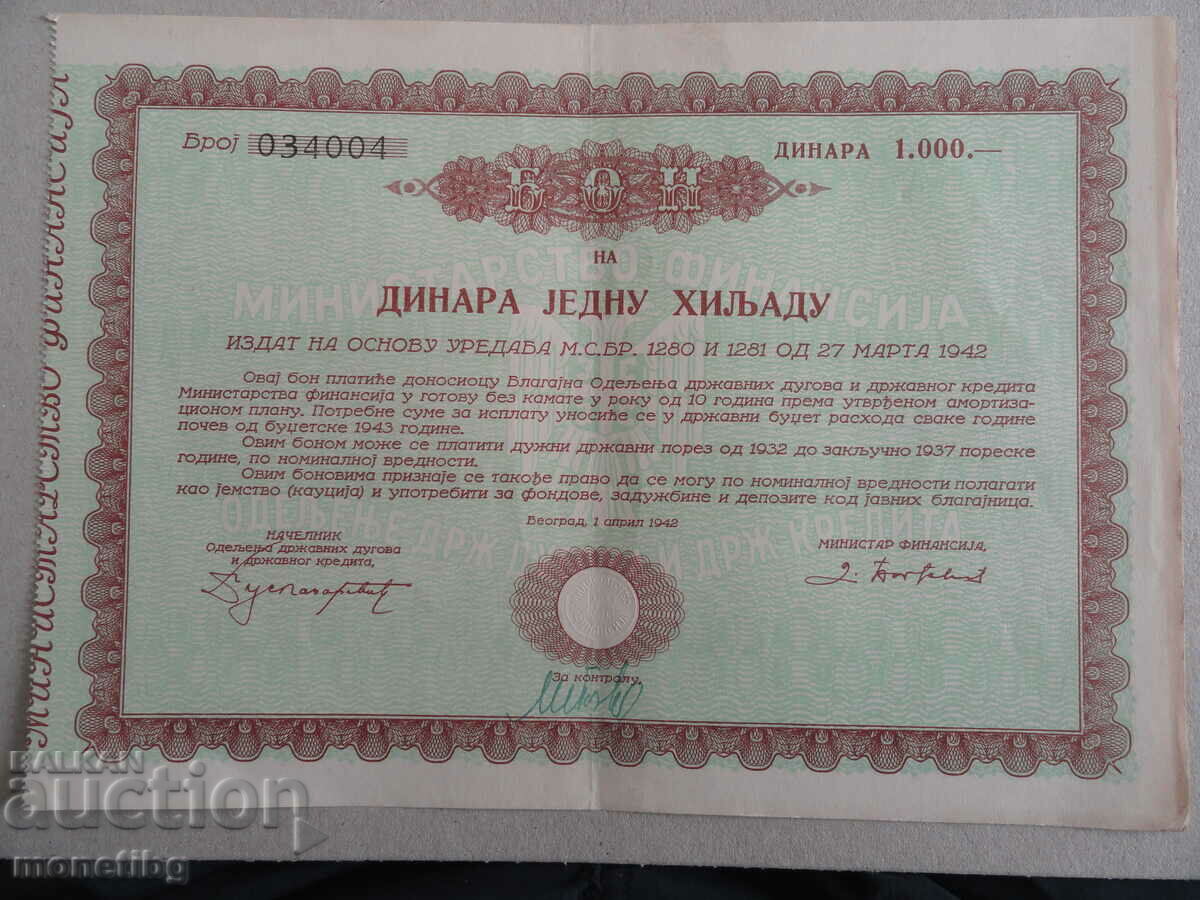 Број 034004
ДИНАРА 1.000.—
БОН
НА
МИНИСТАРСТВО ФИНАНСИЈА
ДИНАРА ЈЕДНУ ХИЉАДУ
ИЗДАТ НА ОСНОВУ УРЕДАБА М.С.БР. 1280 И 1281 ОД 27 МАРТА 1942
Овај бон платиће доносиоцу Благајна Одељења државних дугова и државног кредита
Министарства финансија у готову без камате у року од 10 година према утврђеном амортиза-
ционом плану. Потребне суме за исплату уносиће се у државни буџет расхода сваке године
почев од буџетске 1943 године.
Овим боном може се платити дужни државни порез од 1932 до закључно 1937 пореске
године, по номиналној вредности.
Овим боновима признаје се такође право да се могу по номиналној вредности полагати
као јемство (кауција) и употребити за фондове, задужбине и депозите код јавних благајница.
Београд, 1 април 1942
ОДЕЉЕЊЕ ДРЖ. ДУГОВА И ДРЖ КРЕДИТА
НАЧЕЛНИК
Одељења државних дугова
и државног кредита,
МИНИСТАР ФИНАНСИЈА,
За контролу,
МИНИСТАРСТВО ФИНАНСИЈА
BALKAN
auction
monetibg